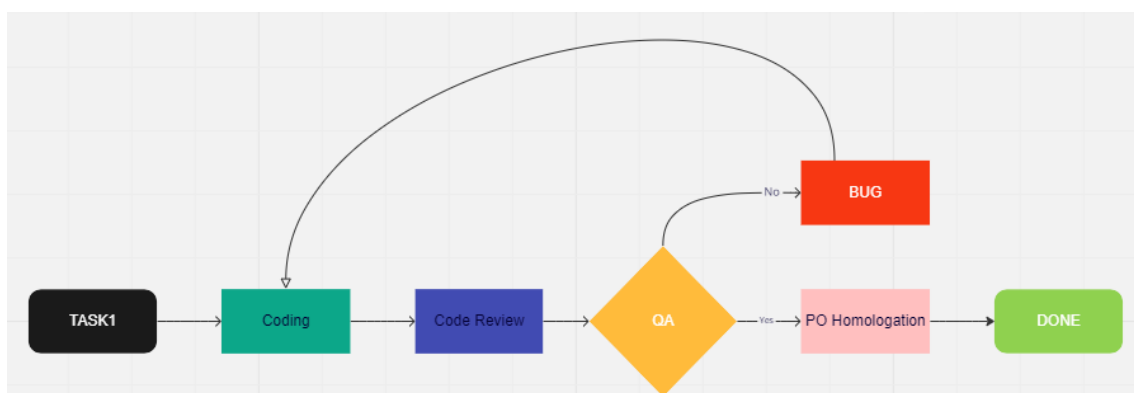 No
BUG
TASK1
Coding
Code Review
QA
Yes
PO Homologation
DONE